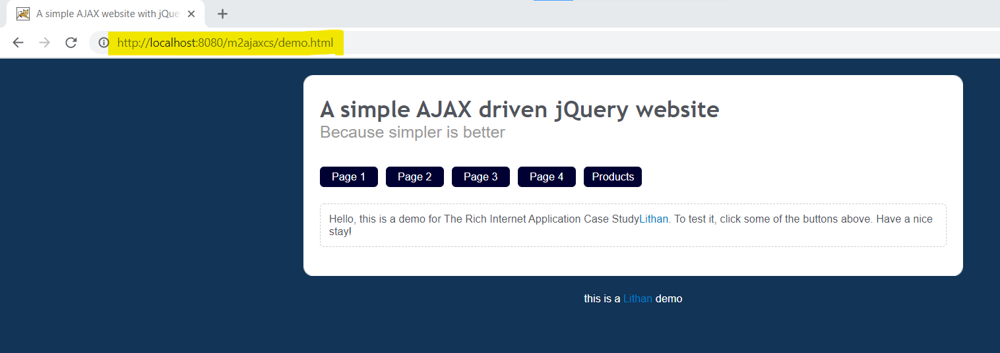 A simple AJAX website with jQue
http://localhost:8080/m2ajaxcs/demo.html
A simple AJAX driven jQuery website
Because simpler is better
Page 1 Page 2 Page 3 Page 4 Products
Hello, this is a demo for The Rich Internet Application Case StudyLithan. To test it, click some of the buttons above. Have a nice
stay!
this is a Lithan demo